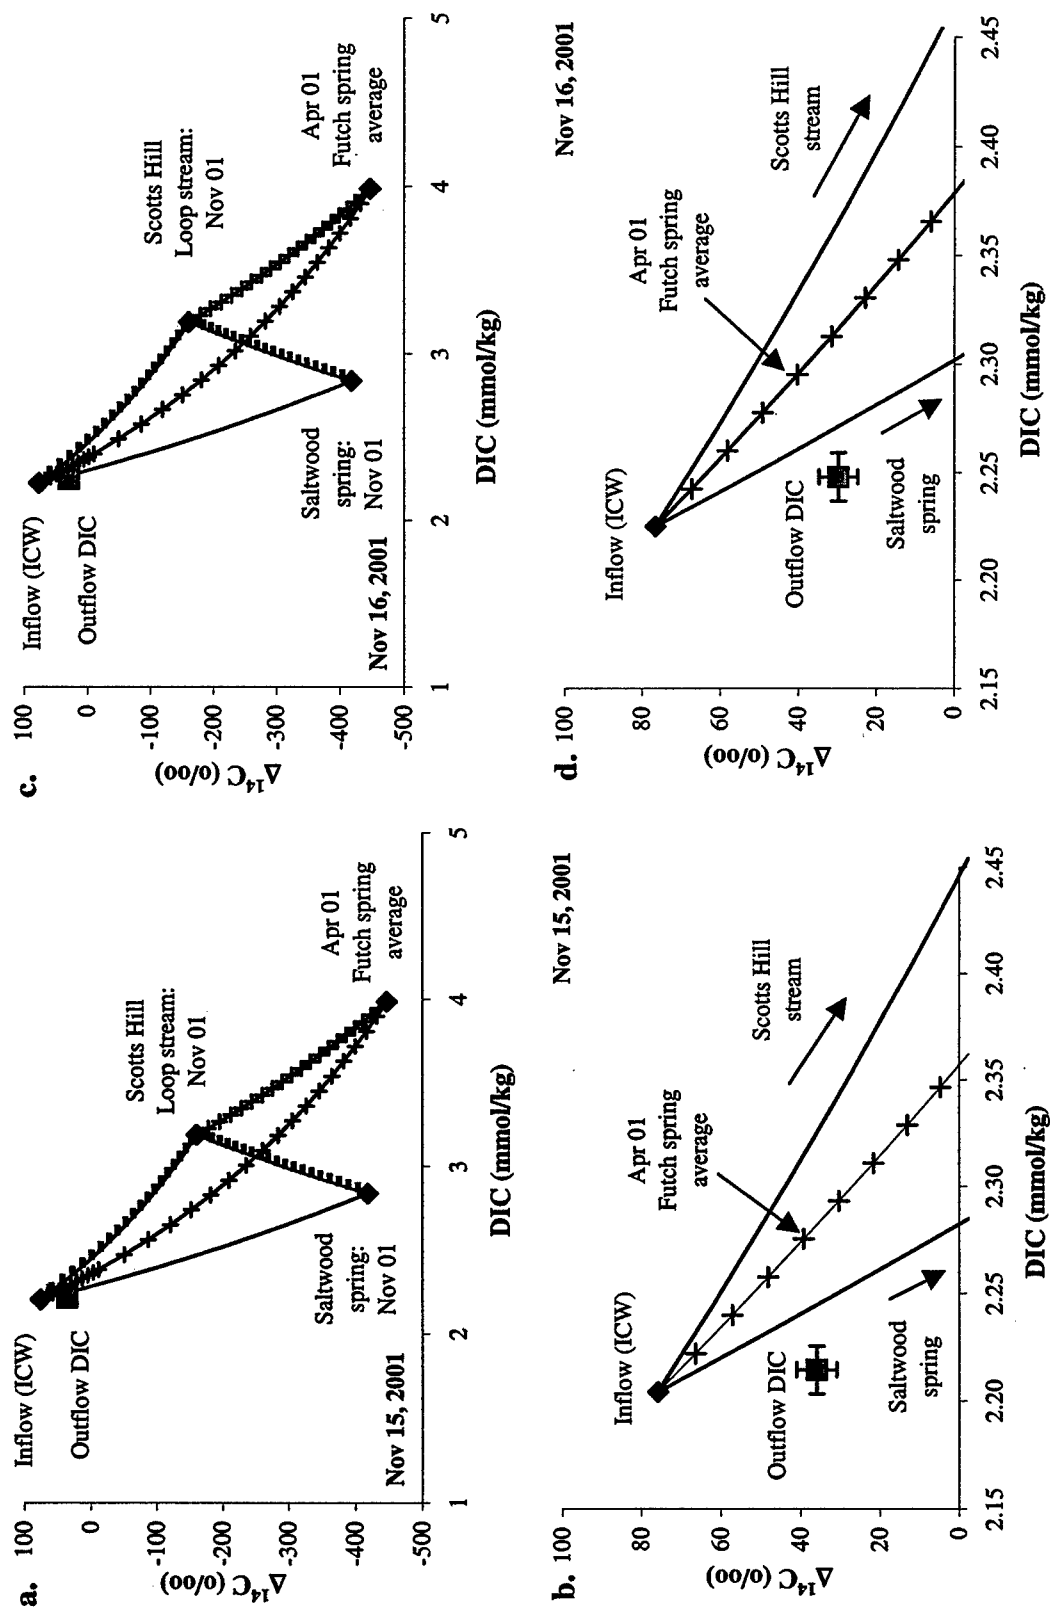 a.
100
0
-100
-200
-300
-400
-500
Δ¹⁴C (o/oo)
1
2
3
4
5
DIC (mmol/kg)
Inflow (ICW)
Outflow DIC
Scotts Hill
Loop stream:
Nov 01
Apr 01
Futch spring
average
Saltwood
spring:
Nov 01
Nov 15, 2001
c.
100
0
-100
-200
-300
-400
-500
Δ¹⁴C (o/oo)
1
2
3
4
5
DIC (mmol/kg)
Inflow (ICW)
Outflow DIC
Scotts Hill
Loop stream:
Nov 01
Apr 01
Futch spring
average
Saltwood
spring:
Nov 01
Nov 16, 2001
b.
100
80
60
40
20
0
Δ¹⁴C (o/oo)
2.15
2.20
2.25
2.30
2.35
2.40
2.45
DIC (mmol/kg)
Nov 15, 2001
Inflow (ICW)
Apr 01
Futch spring
average
Scotts Hill
stream
Outflow DIC
Saltwood
spring
d.
100
80
60
40
20
0
Δ¹⁴C (o/oo)
2.15
2.20
2.25
2.30
2.35
2.40
2.45
DIC (mmol/kg)
Nov 16, 2001
Inflow (ICW)
Apr 01
Futch spring
average
Scotts Hill
stream
Outflow DIC
Saltwood
spring